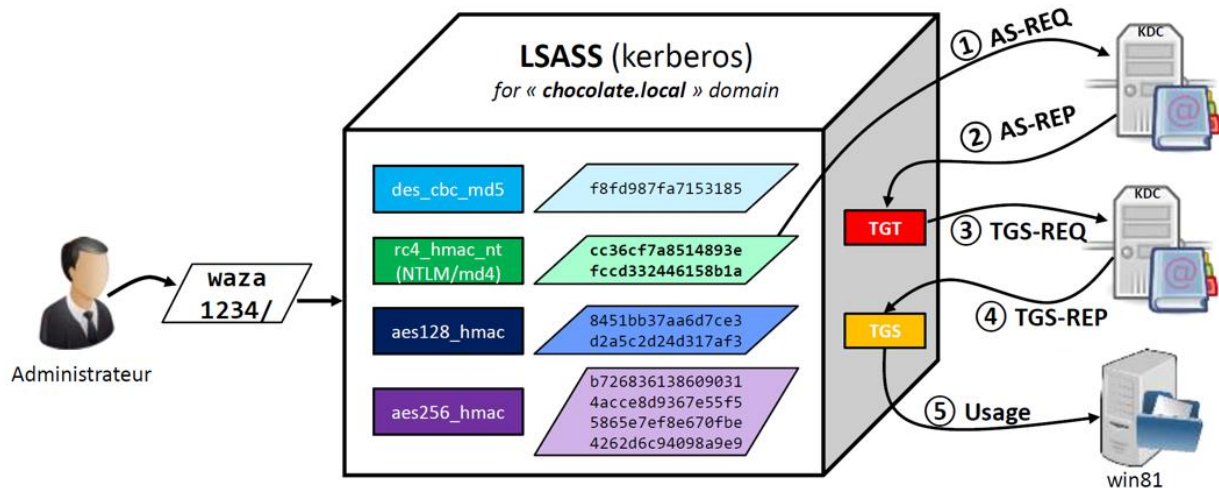 LSASS (kerberos)
for « chocolate.local » domain
① AS-REQ
KDC
② AS-REP
des_cbc_md5
f8fd987fa7153185
rc4_hmac_nt
(NTLM/md4)
cc36cf7a8514893e
fccd332446158b1a
TGT
③ TGS-REQ
KDC
waza
1234/
Administrateur
aes128_hmac
8451bb37aa6d7ce3
d2a5c2d24d317af3
TGS
④ TGS-REP
aes256_hmac
b726836138609031
4acce8d9367e55f5
5865e7ef8e670fbe
4262d6c94098a9e9
⑤ Usage
win81